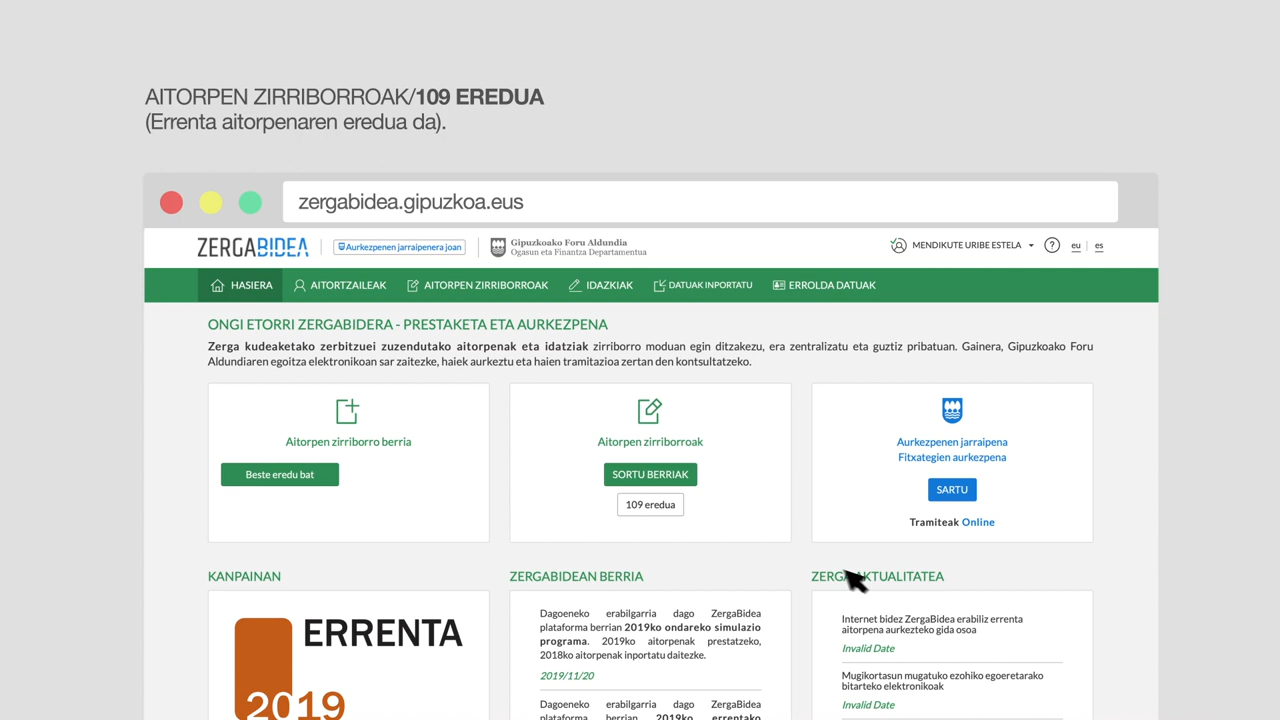 AITORPEN ZIRRIBORROAK/109 EREDUA
(Errenta aitorpenaren eredua da).
zergabidea.gipuzkoa.eus
ZERGABIDEA
Aurkezpenen jarraipenera joan
Gipuzkoako Foru Aldundia
Ogasun eta Finantza Departamentua
MENDIKUTE URIBE ESTELA
?
eu | es
HASIERA
AITORTZAILEAK
AITORPEN ZIRRIBORROAK
IDAZKIAK
DATUAK INPORTATU
ERROLDA DATUAK
ONGI ETORRI ZERGABIDERA - PRESTAKETA ETA AURKEZPENA
Zerga kudeaketako zerbitzuei zuzendutako aitorpenak eta idatziak zirriborro moduan egin ditzakezu, era zentralizatu eta guztiz pribatuan. Gainera, Gipuzkoako Foru
Aldundiaren egoitza elektronikoan sar zaitezke, haiek aurkeztu eta haien tramitazioa zertan den kontsultatzeko.
Aitorpen zirriborro berria
Beste eredu bat
Aitorpen zirriborroak
SORTU BERRIAK
109 eredua
Aurkezpenen jarraipena
Fitxategien aurkezpena
SARTU
Tramiteak Online
KANPAINAN
ERRENTA
2019
ZERGABIDEAN BERRIA
Dagoeneko erabilgarria dago ZergaBidea
plataforma berrian 2019ko ondareko simulazio
programa. 2019ko aitorpenak prestatzeko,
2018ko aitorpenak inportatu daitezke.
2019/11/20
Dagoeneko erabilgarria dago ZergaBidea
plataforma berrian 2019ko errentako
ZERGA AKTUALITATEA
Internet bidez ZergaBidea erabiliz errenta
aitorpena aurkezteko gida osoa
Invalid Date
Mugikortasun mugatuko ezohiko egoeretarako
bitarteko elektronikoak
Invalid Date